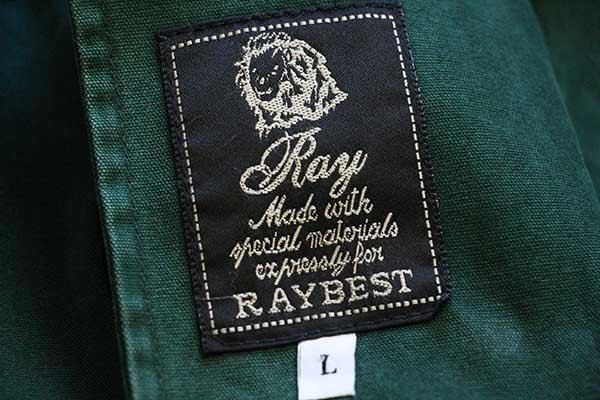 Ray
Made with
special materials
expressly for
RAYBEST
L